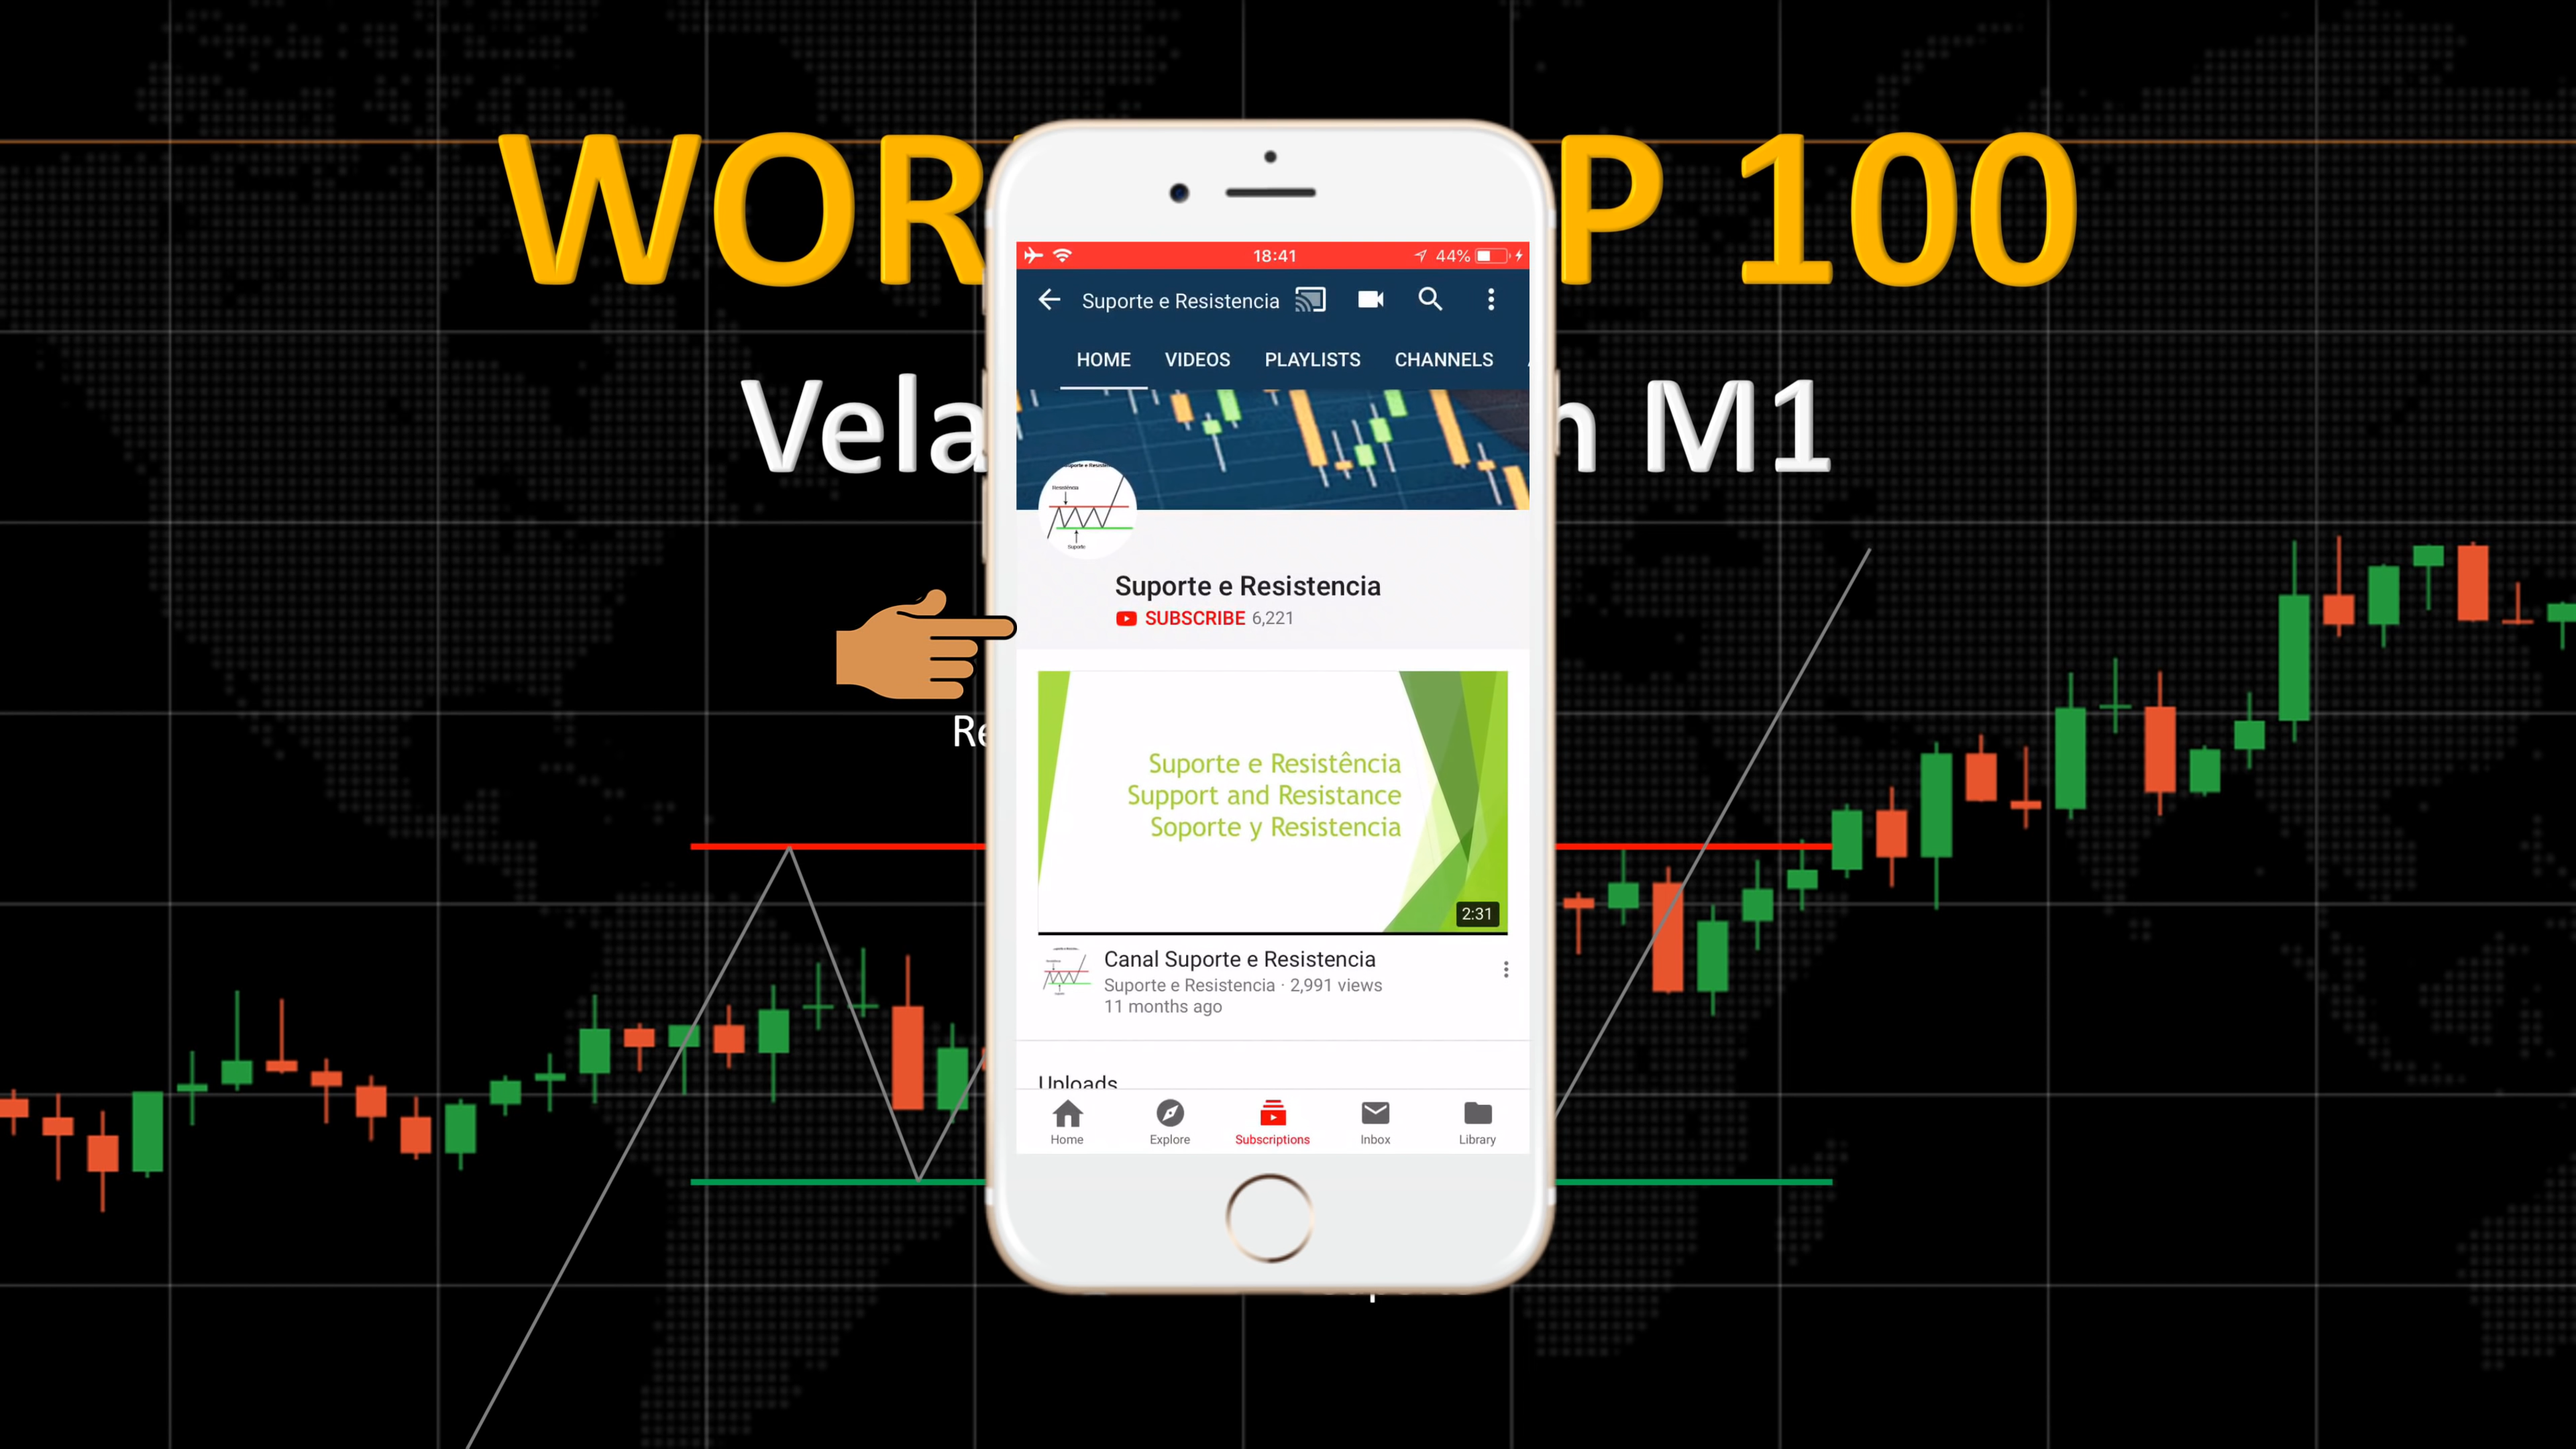 WOR P 100
18:41
44%
Suporte e Resistencia
HOME VIDEOS PLAYLISTS CHANNELS
Vela M1
Resistência
Suporte
Suporte e Resistencia
SUBSCRIBE 6,221
Re
Suporte e Resistência
Support and Resistance
Soporte y Resistencia
2:31
Canal Suporte e Resistencia
Suporte e Resistencia · 2,991 views
11 months ago
Uploads
Home Explore Subscriptions Inbox Library